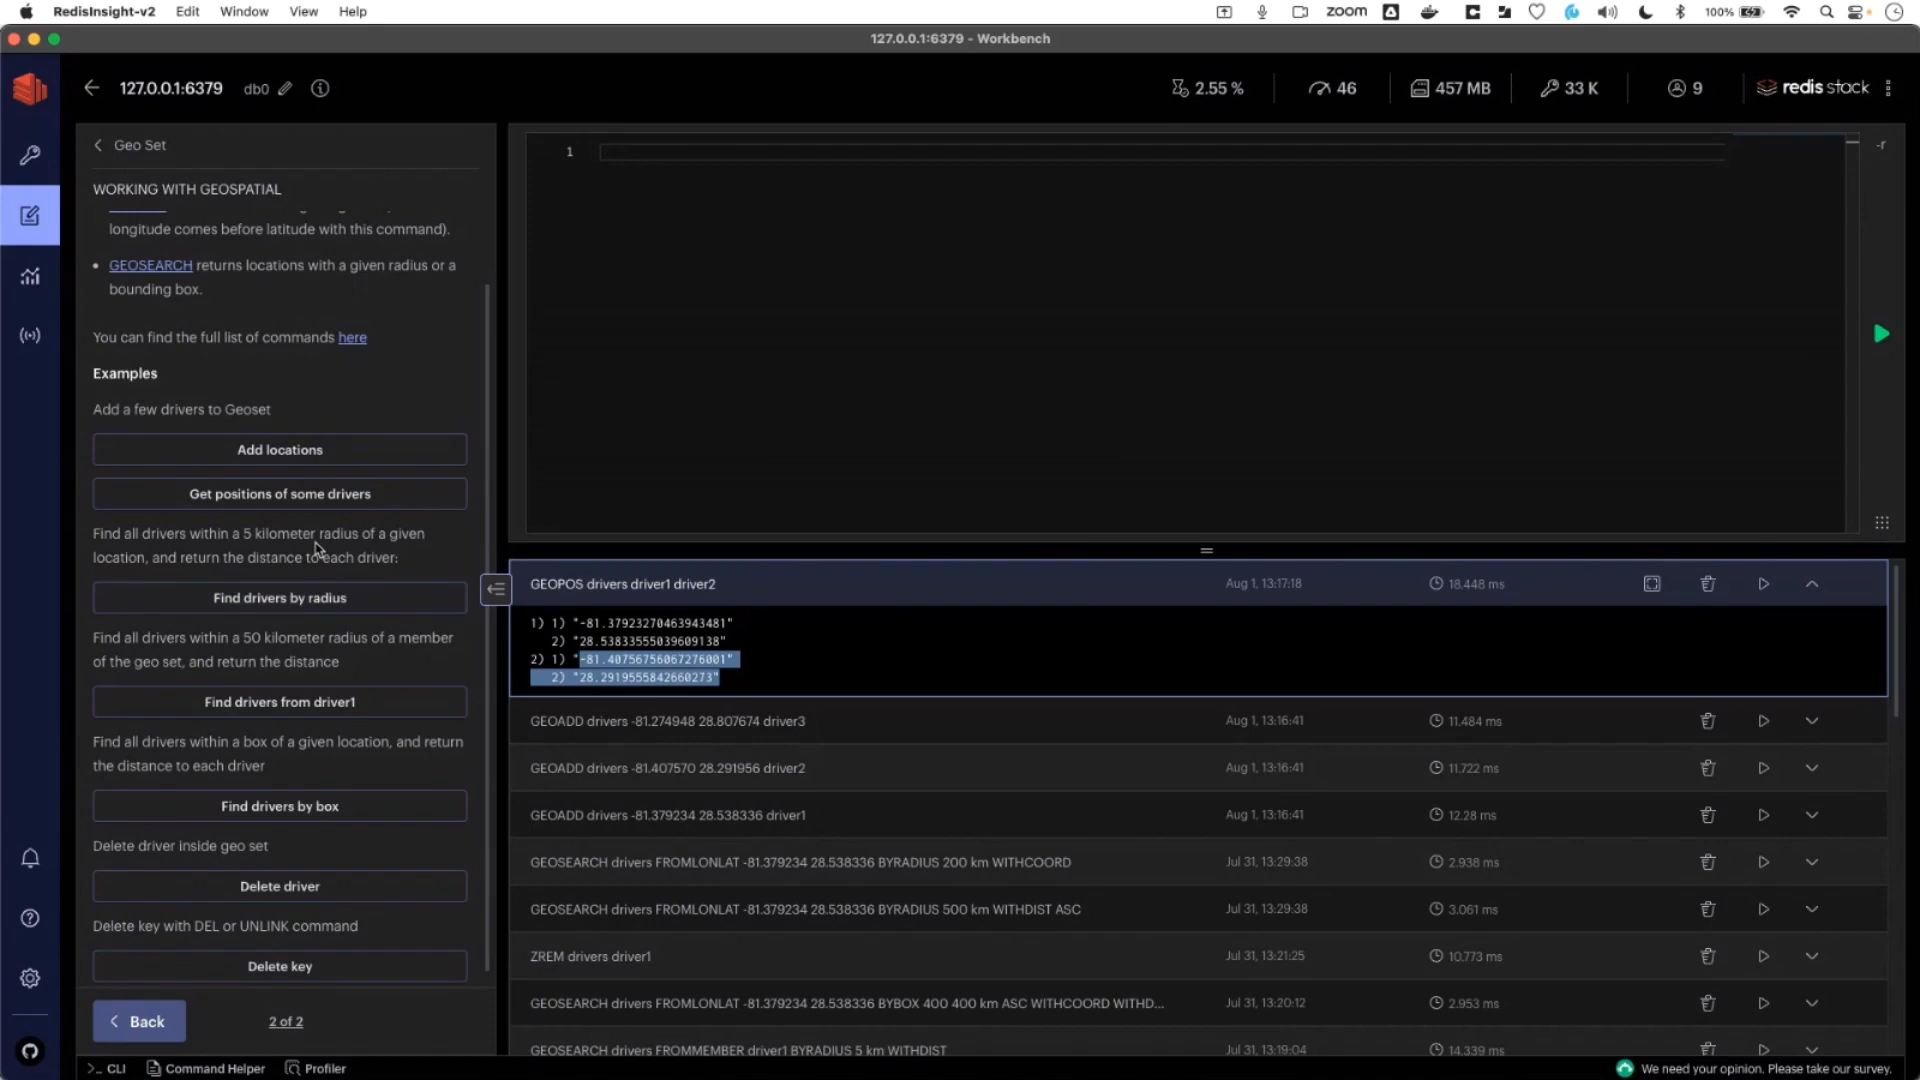 RedisInsight-v2 Edit Window View Help zoom 100%
127.0.0.1:6379 - Workbench
127.0.0.1:6379 db0 2.55 % 46 457 MB 33 K 9 redis stack
Geo Set
WORKING WITH GEOSPATIAL
longitude comes before latitude with this command).
• GEOSEARCH returns locations with a given radius or a
bounding box.
You can find the full list of commands here
Examples
Add a few drivers to Geoset
Add locations
Get positions of some drivers
Find all drivers within a 5 kilometer radius of a given
location, and return the distance to each driver:
Find drivers by radius
Find all drivers within a 50 kilometer radius of a member
of the geo set, and return the distance
Find drivers from driver1
Find all drivers within a box of a given location, and return
the distance to each driver
Find drivers by box
Delete driver inside geo set
Delete driver
Delete key with DEL or UNLINK command
Delete key
Back 2 of 2
1
-r
GEOPOS drivers driver1 driver2 Aug 1, 13:17:18 18.448 ms
1) 1) "-81.37923270463943481"
2) "28.53833555039609138"
2) 1) "-81.40756756067276001"
2) "28.2919555842660273"
GEOADD drivers -81.274948 28.807674 driver3 Aug 1, 13:16:41 11.484 ms
GEOADD drivers -81.407570 28.291956 driver2 Aug 1, 13:16:41 11.722 ms
GEOADD drivers -81.379234 28.538336 driver1 Aug 1, 13:16:41 12.28 ms
GEOSEARCH drivers FROMLONLAT -81.379234 28.538336 BYRADIUS 200 km WITHCOORD Jul 31, 13:29:38 2.938 ms
GEOSEARCH drivers FROMLONLAT -81.379234 28.538336 BYRADIUS 500 km WITHDIST ASC Jul 31, 13:29:38 3.061 ms
ZREM drivers driver1 Jul 31, 13:21:25 10.773 ms
GEOSEARCH drivers FROMLONLAT -81.379234 28.538336 BYBOX 400 400 km ASC WITHCOORD WITHD... Jul 31, 13:20:12 2.953 ms
GEOSEARCH drivers FROMMEMBER driver1 BYRADIUS 5 km WITHDIST Jul 31, 13:19:04 14.339 ms
>_ CLI Command Helper Profiler We need your opinion. Please take our survey.